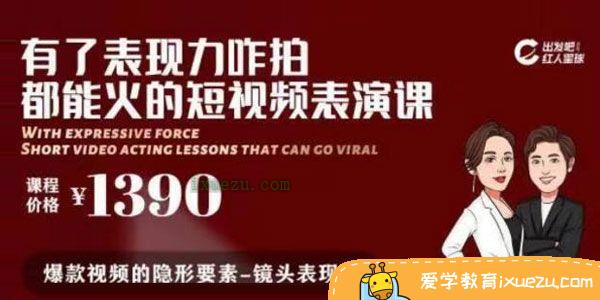 有了表现力咋拍
都能火的短视频表演课
WITH EXPRESSIVE FORCE
SHORT VIDEO ACTING LESSONS THAT CAN GO VIRAL
出发吧
红人星球
课程
价格
¥1390
ixuezu.com
爆款视频的隐形要素-镜头表现
爱学教育ixuezu.com